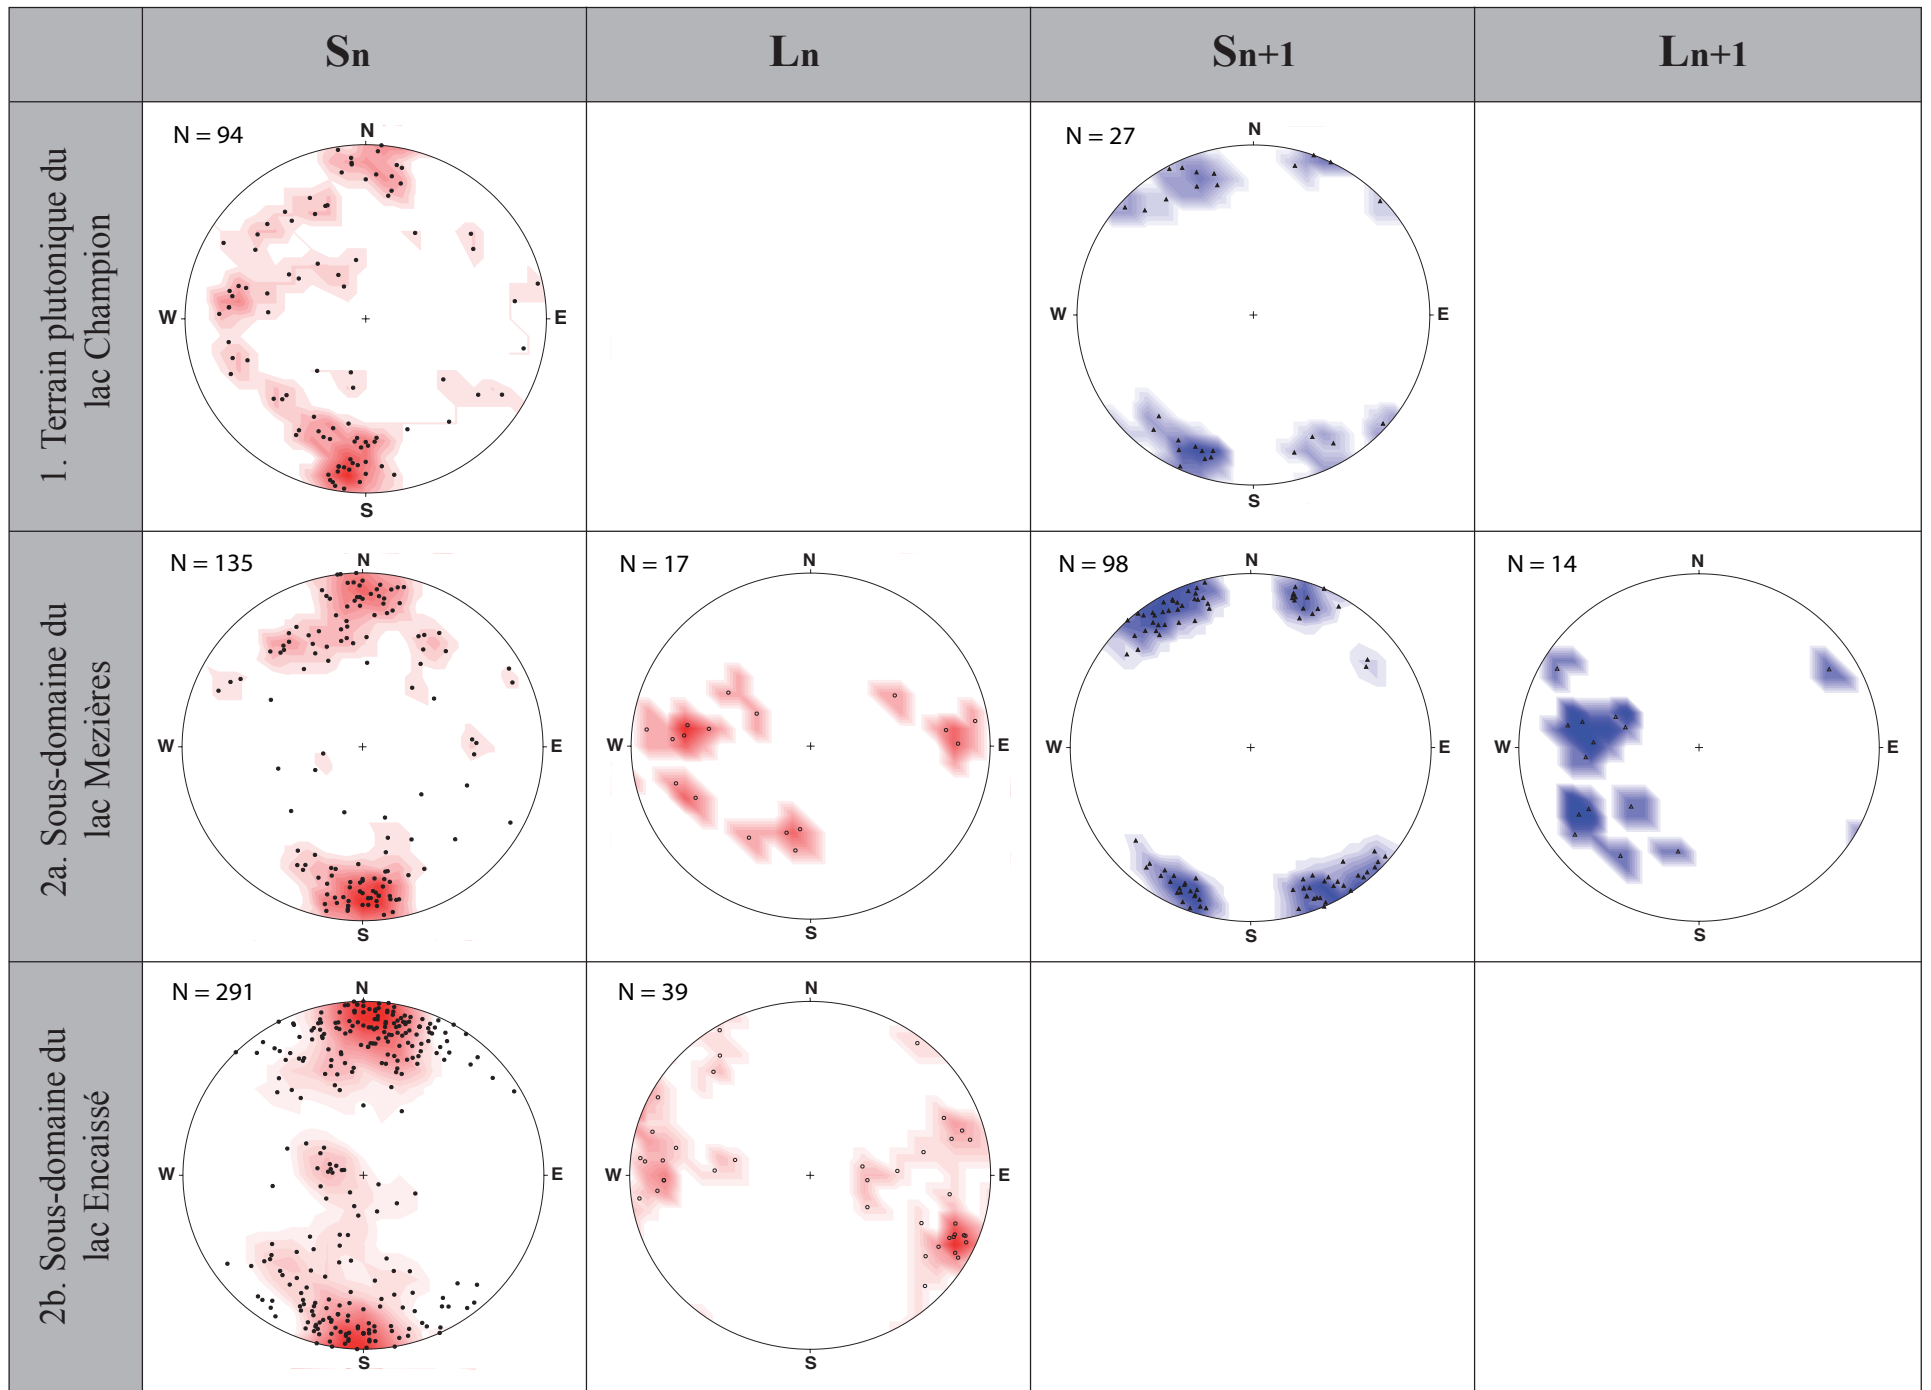 Sn
Ln
Sn+1
Ln+1
1. Terrain plutonique du
lac Champion
N = 94
N
W
E
S
N = 27
N
W
E
S
2a. Sous-domaine du
lac Mezières
N = 135
N
W
E
S
N = 17
N
W
E
S
N = 98
N
W
E
S
N = 14
N
W
E
S
2b. Sous-domaine du
lac Encaissé
N = 291
N
W
E
S
N = 39
N
W
E
S